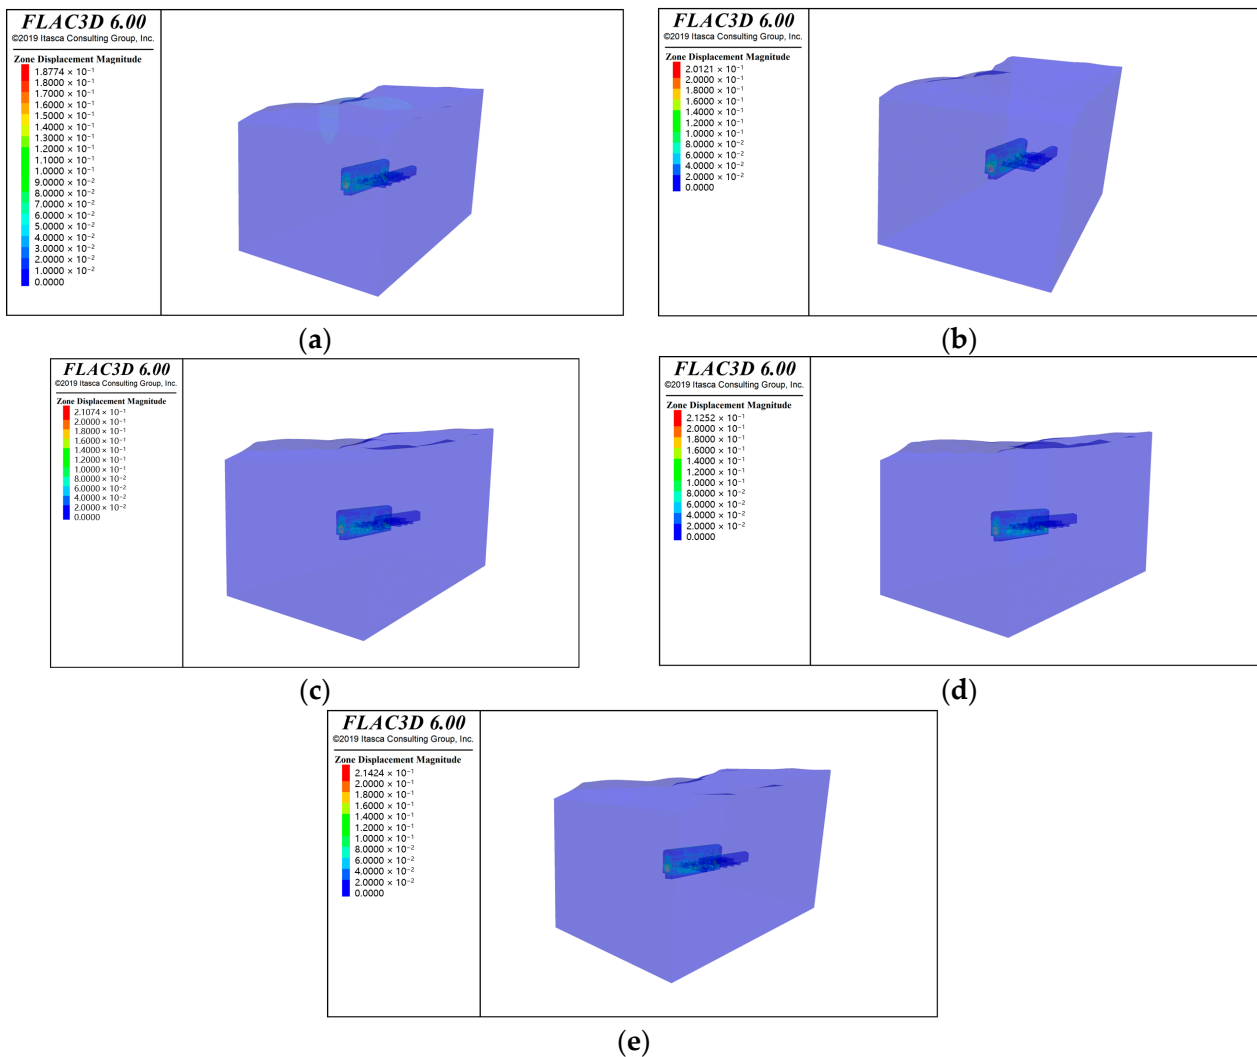 FLAC3D 6.00
©2019 Itasca Consulting Group, Inc.
Zone Displacement Magnitude
1.8774 × 10⁻¹
1.8000 × 10⁻¹
1.7000 × 10⁻¹
1.6000 × 10⁻¹
1.5000 × 10⁻¹
1.4000 × 10⁻¹
1.3000 × 10⁻¹
1.2000 × 10⁻¹
1.1000 × 10⁻¹
1.0000 × 10⁻¹
9.0000 × 10⁻²
8.0000 × 10⁻²
7.0000 × 10⁻²
6.0000 × 10⁻²
5.0000 × 10⁻²
4.0000 × 10⁻²
3.0000 × 10⁻²
2.0000 × 10⁻²
1.0000 × 10⁻²
0.0000
(a)
FLAC3D 6.00
©2019 Itasca Consulting Group, Inc.
Zone Displacement Magnitude
2.0121 × 10⁻¹
2.0000 × 10⁻¹
1.8000 × 10⁻¹
1.6000 × 10⁻¹
1.4000 × 10⁻¹
1.2000 × 10⁻¹
1.0000 × 10⁻¹
8.0000 × 10⁻²
6.0000 × 10⁻²
4.0000 × 10⁻²
2.0000 × 10⁻²
0.0000
(b)
FLAC3D 6.00
©2019 Itasca Consulting Group, Inc.
Zone Displacement Magnitude
2.1074 × 10⁻¹
2.0000 × 10⁻¹
1.8000 × 10⁻¹
1.6000 × 10⁻¹
1.4000 × 10⁻¹
1.2000 × 10⁻¹
1.0000 × 10⁻¹
8.0000 × 10⁻²
6.0000 × 10⁻²
4.0000 × 10⁻²
2.0000 × 10⁻²
0.0000
(c)
FLAC3D 6.00
©2019 Itasca Consulting Group, Inc.
Zone Displacement Magnitude
2.1252 × 10⁻¹
2.0000 × 10⁻¹
1.8000 × 10⁻¹
1.6000 × 10⁻¹
1.4000 × 10⁻¹
1.2000 × 10⁻¹
1.0000 × 10⁻¹
8.0000 × 10⁻²
6.0000 × 10⁻²
4.0000 × 10⁻²
2.0000 × 10⁻²
0.0000
(d)
FLAC3D 6.00
©2019 Itasca Consulting Group, Inc.
Zone Displacement Magnitude
2.1424 × 10⁻¹
2.0000 × 10⁻¹
1.8000 × 10⁻¹
1.6000 × 10⁻¹
1.4000 × 10⁻¹
1.2000 × 10⁻¹
1.0000 × 10⁻¹
8.0000 × 10⁻²
6.0000 × 10⁻²
4.0000 × 10⁻²
2.0000 × 10⁻²
0.0000
(e)